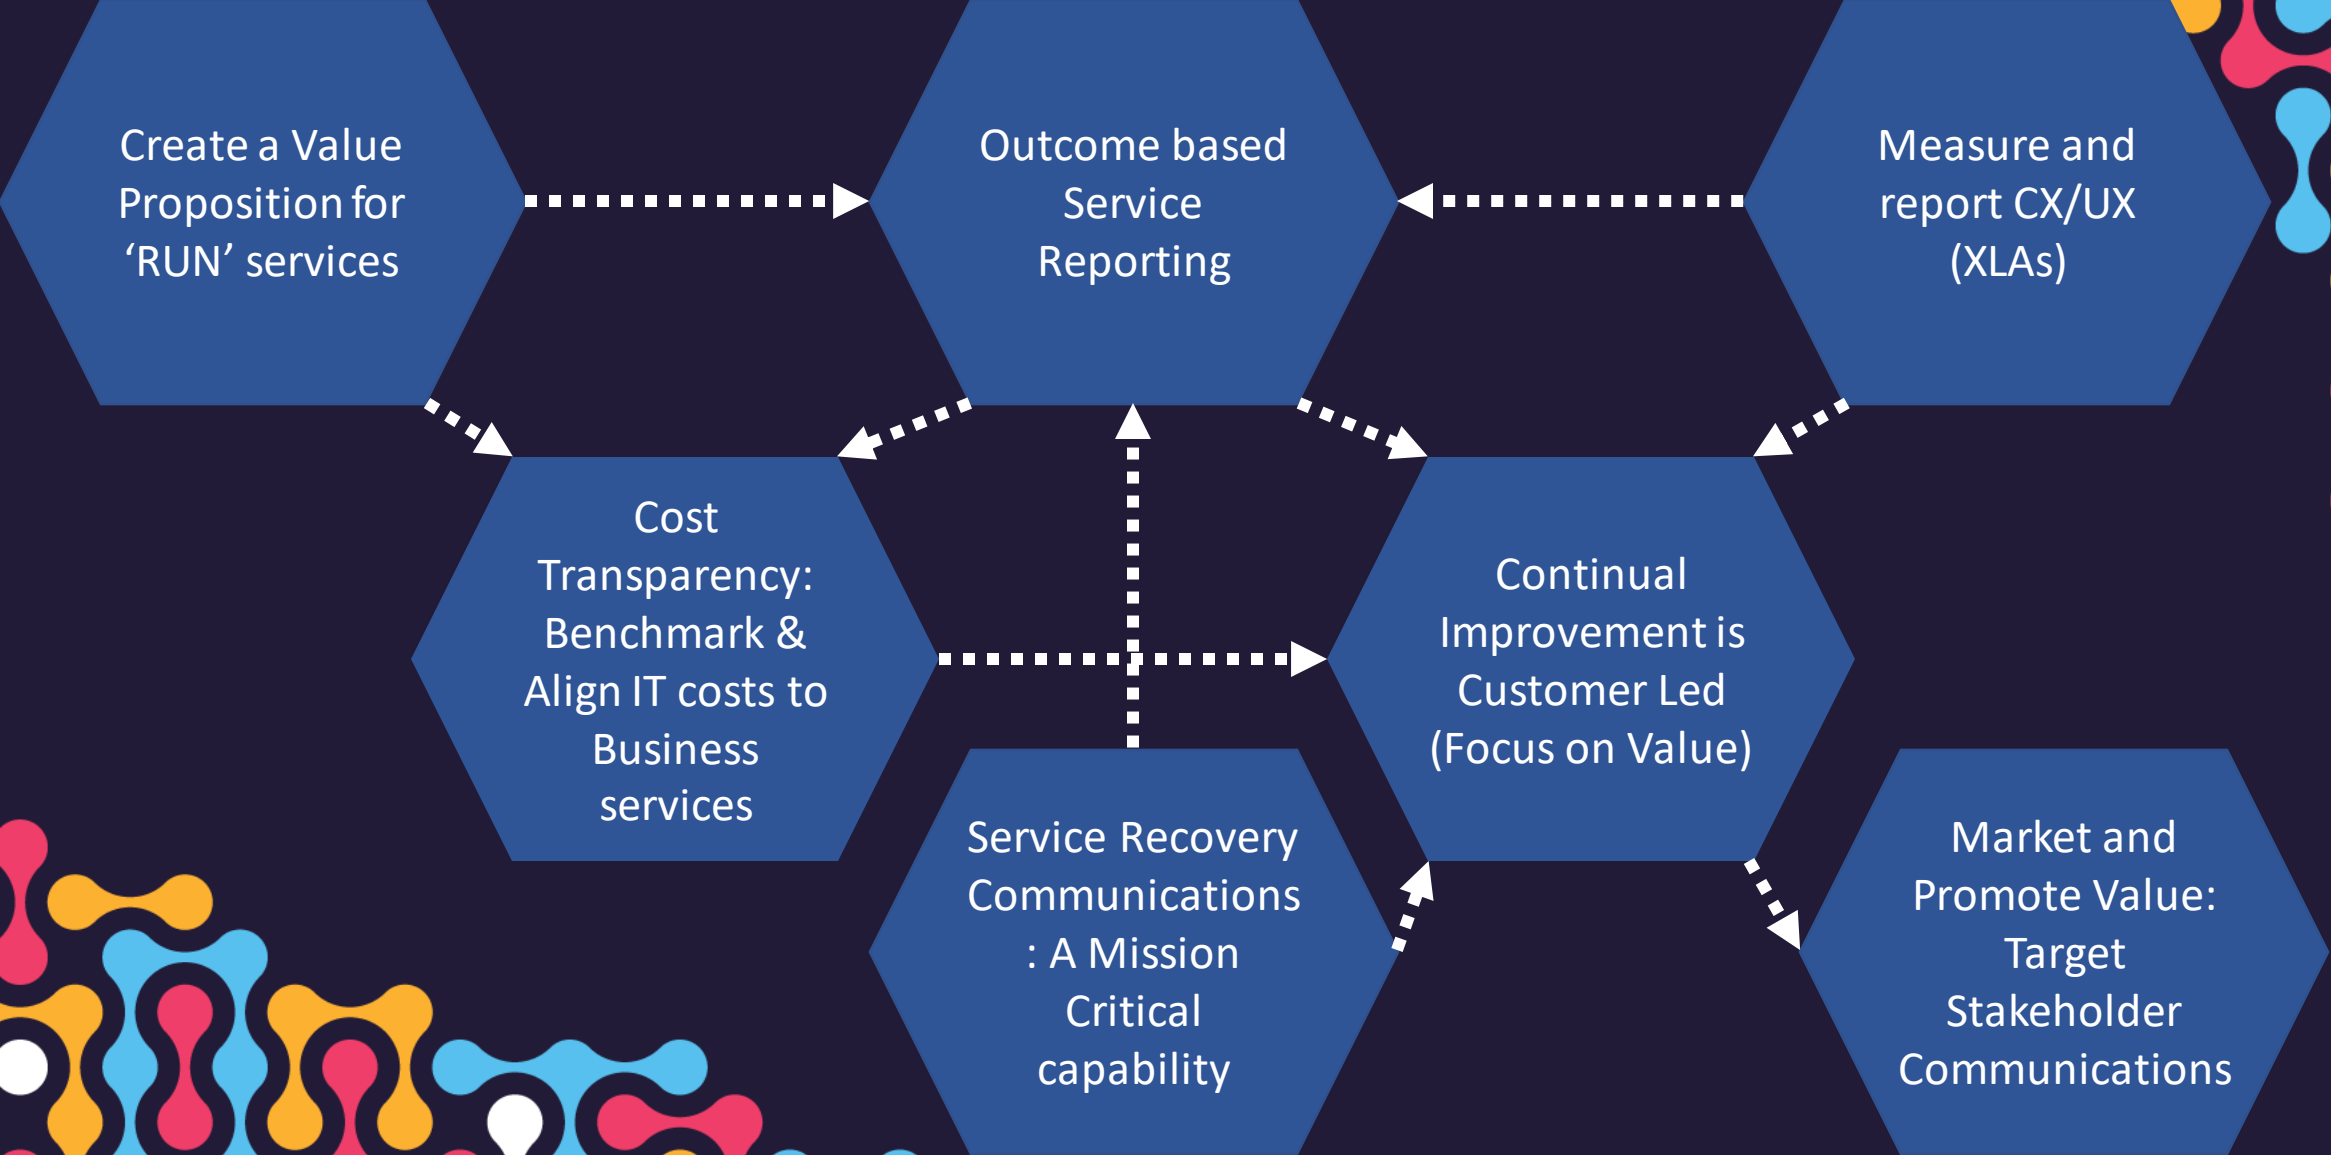 Create a Value
Proposition for
‘RUN’ services
Outcome based
Service
Reporting
Measure and
report CX/UX
(XLAs)
Cost
Transparency:
Benchmark &
Align IT costs to
Business
services
Continual
Improvement is
Customer Led
(Focus on Value)
Service Recovery
Communications
: A Mission
Critical
capability
Market and
Promote Value:
Target
Stakeholder
Communications